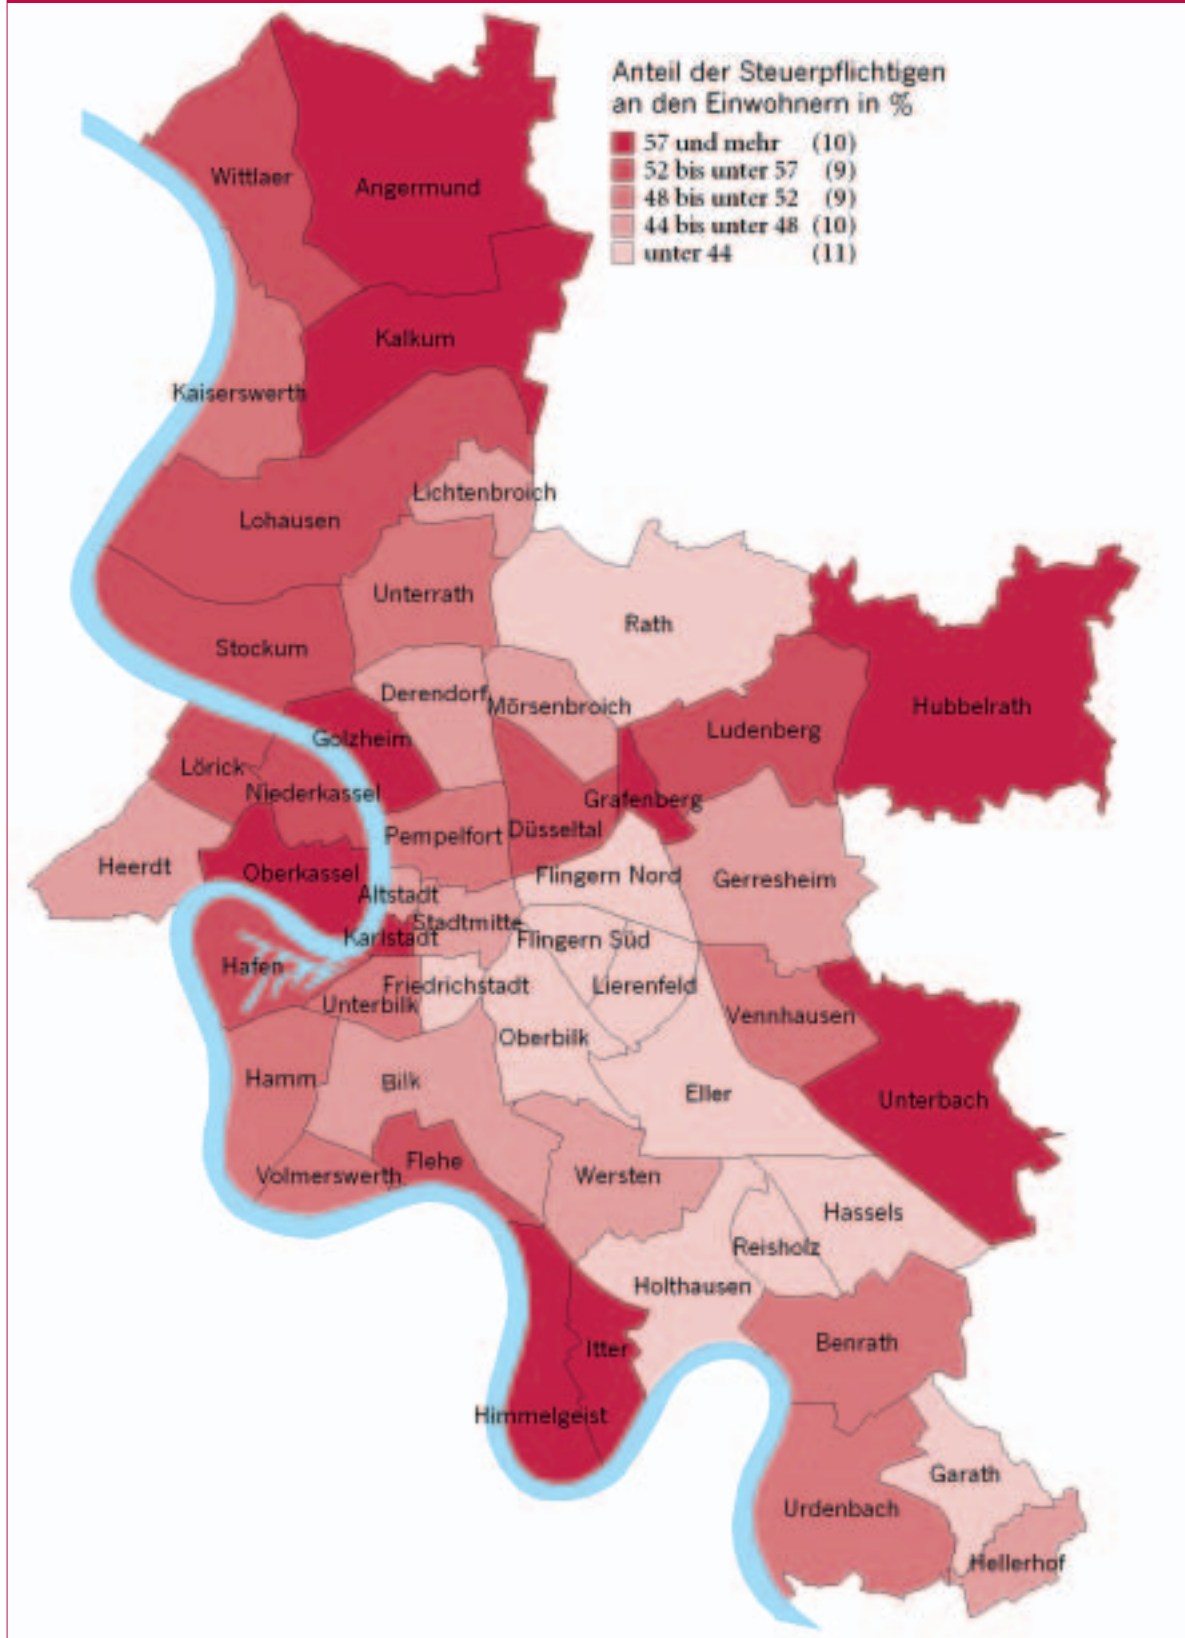 Anteil der Steuerpflichtigen
an den Einwohnern in %
57 und mehr (10)
52 bis unter 57 (9)
48 bis unter 52 (9)
44 bis unter 48 (10)
unter 44 (11)
Wittlaer
Angermund
Kalkum
Kaiserswerth
Lichtenbroich
Lohausen
Unterrath
Rath
Stockum
Derendorf
Mörsenbroich
Hubbelrath
Ludenberg
Golzheim
Lörick
Niederkassel
Grafenberg
Pempelfort
Düsseltal
Heerdt
Oberkassel
Flingern Nord
Gerresheim
Altstadt
Stadtmitte
Karlstadt
Flingern Süd
Hafen
Friedrichstadt
Lierenfeld
Unterbilk
Vennhausen
Oberbilk
Hamm
Bilk
Eller
Unterbach
Flehe
Volmerswerth
Wersten
Hassels
Reisholz
Holthausen
Benrath
Itter
Himmelgeist
Garath
Urdenbach
Hellerhof